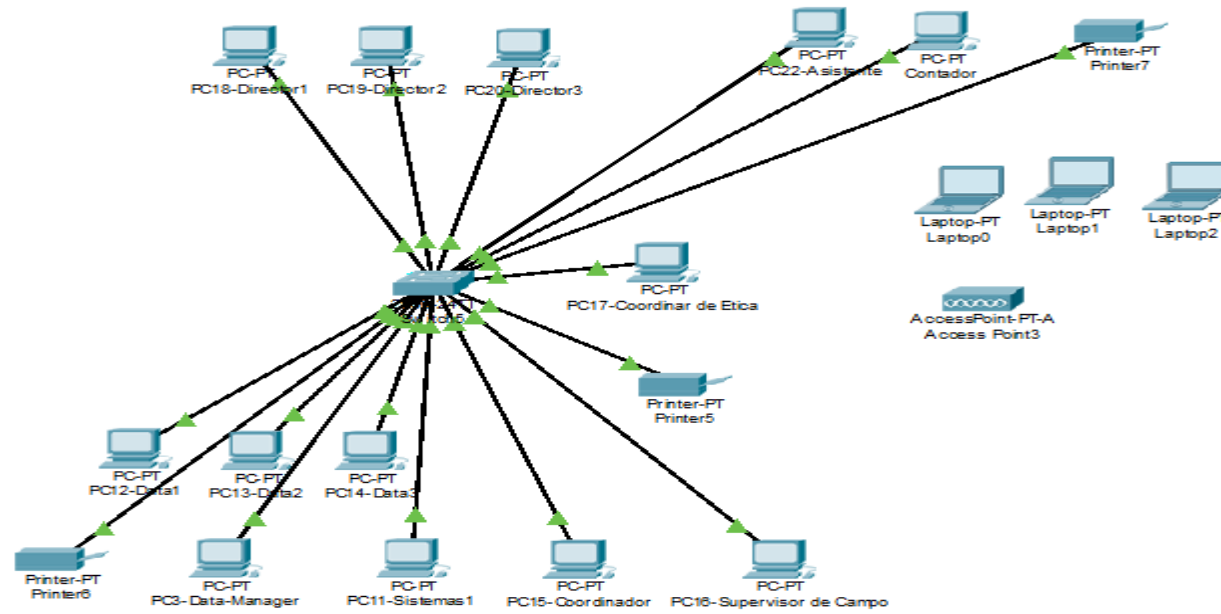 PC-PT
PC18-Director1
PC-PT
PC19-Director2
PC-PT
PC20-Director3
PC-PT
PC22-Asistente
PC-PT
Contador
Printer-PT
Printer7
Laptop-PT
Laptop0
Laptop-PT
Laptop1
Laptop-PT
Laptop2
PC-PT
PC17-Coordinar de Etica
AccessPoint-PT-A
Access Point3
Printer-PT
Printer5
PC-PT
PC12-Data1
PC-PT
PC13-Data2
PC-PT
PC14-Data3
Printer-PT
Printer6
PC-PT
PC3-Data-Manager
PC-PT
PC11-Sistemas1
PC-PT
PC15-Coordinador
PC-PT
PC16-Supervisor de Campo